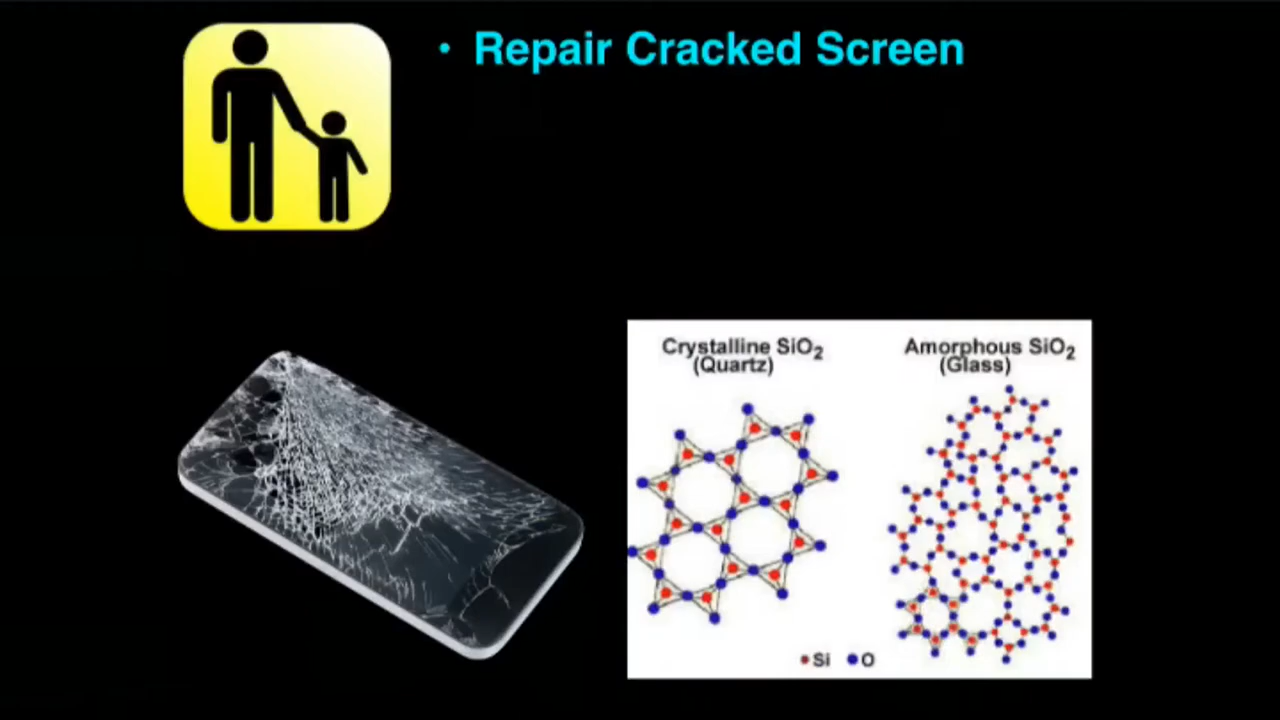 • Repair Cracked Screen
Crystalline SiO₂
(Quartz)
Amorphous SiO₂
(Glass)
Si O